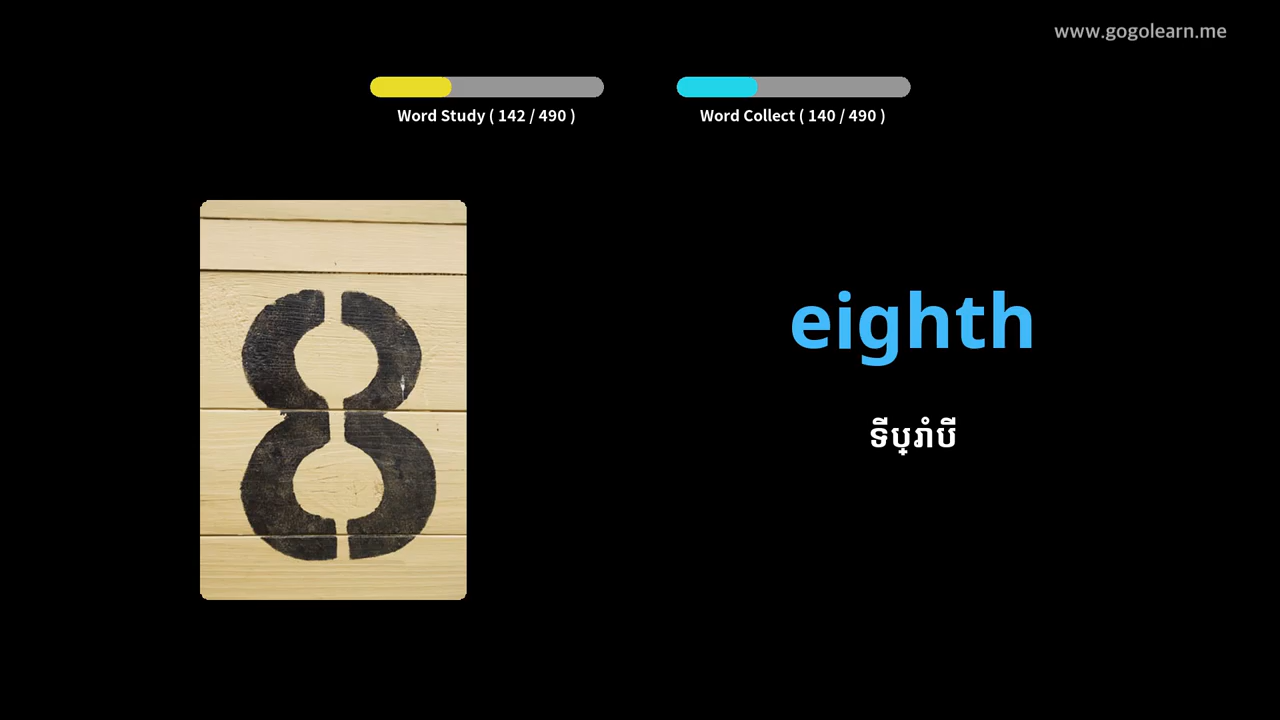 www.gogolearn.me
Word Study ( 142 / 490 )
Word Collect ( 140 / 490 )
8
eighth
ទីប្រាំបី